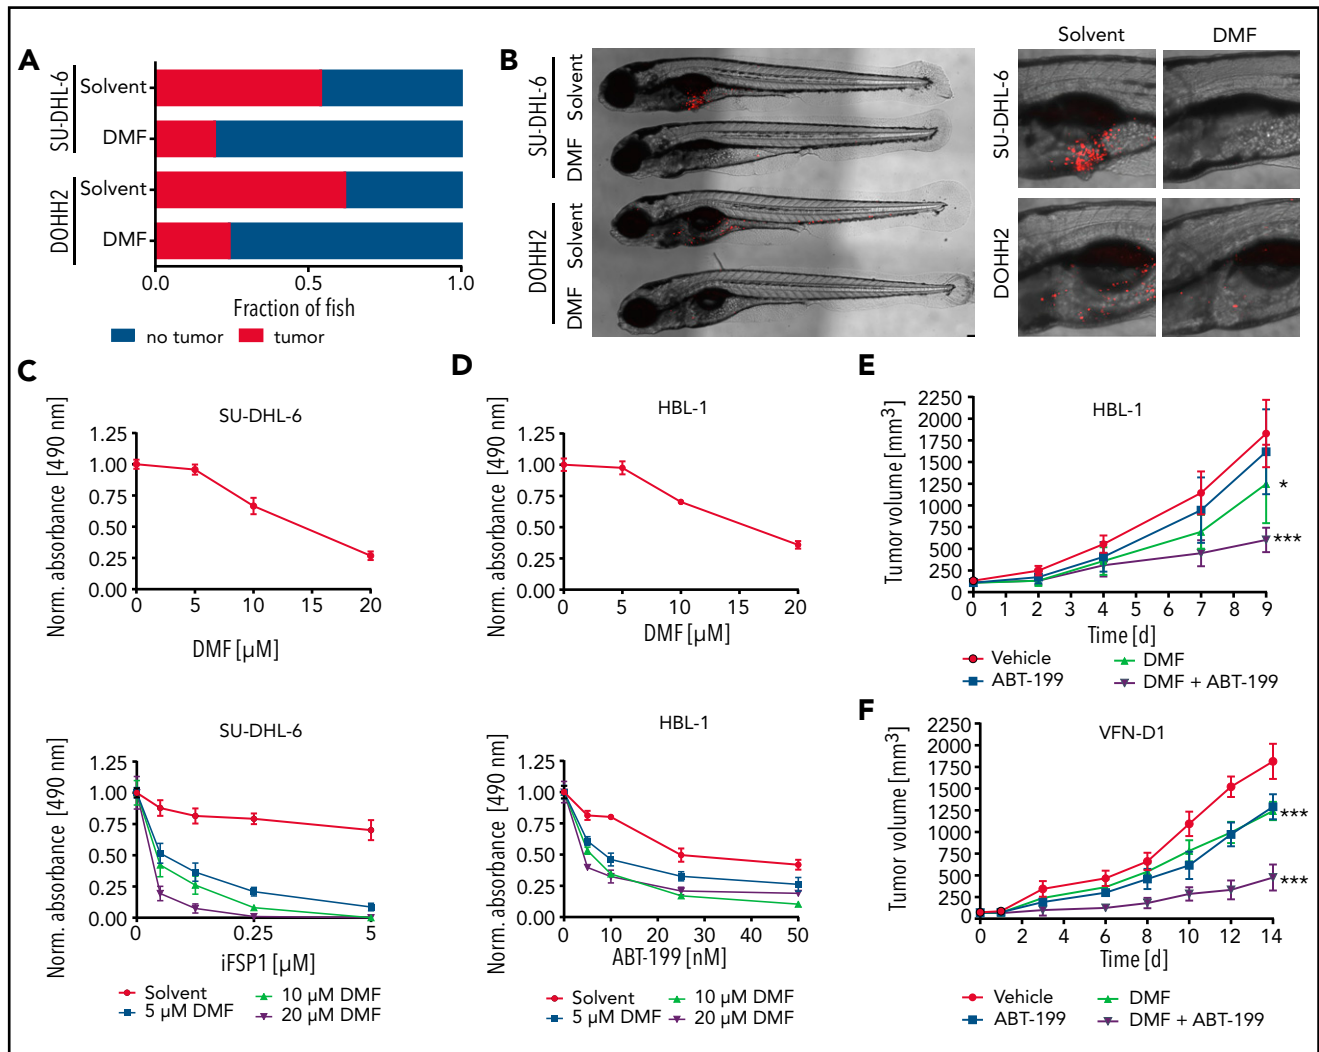 A
SU-DHL-6
Solvent
DMF
DOHH2
Solvent
DMF
0.0 0.5 1.0
Fraction of fish
no tumor tumor
B
SU-DHL-6
Solvent
DMF
DOHH2
Solvent
DMF
Solvent DMF
SU-DHL-6
DOHH2
C
SU-DHL-6
Norm. absorbance [490 nm]
1.25
1.00
0.75
0.50
0.25
0.00
0 5 10 15 20
DMF [µM]
SU-DHL-6
Norm. absorbance [490 nm]
1.25
1.00
0.75
0.50
0.25
0.00
0 0.25 5
iFSP1 [µM]
Solvent 10 µM DMF
5 µM DMF 20 µM DMF
D
HBL-1
Norm. absorbance [490 nm]
1.25
1.00
0.75
0.50
0.25
0.00
0 5 10 15 20
DMF [µM]
HBL-1
Norm. absorbance [490 nm]
1.25
1.00
0.75
0.50
0.25
0.00
0 10 20 30 40 50
ABT-199 [nM]
Solvent 10 µM DMF
5 µM DMF 20 µM DMF
E
HBL-1
Tumor volume [mm³]
2250
2000
1750
1500
1250
1000
750
500
250
0
*
***
0 1 2 3 4 5 6 7 8 9
Time [d]
Vehicle DMF
ABT-199 DMF + ABT-199
F
VFN-D1
Tumor volume [mm³]
2250
2000
1750
1500
1250
1000
750
500
250
0
***
***
0 2 4 6 8 10 12 14
Time [d]
Vehicle DMF
ABT-199 DMF + ABT-199